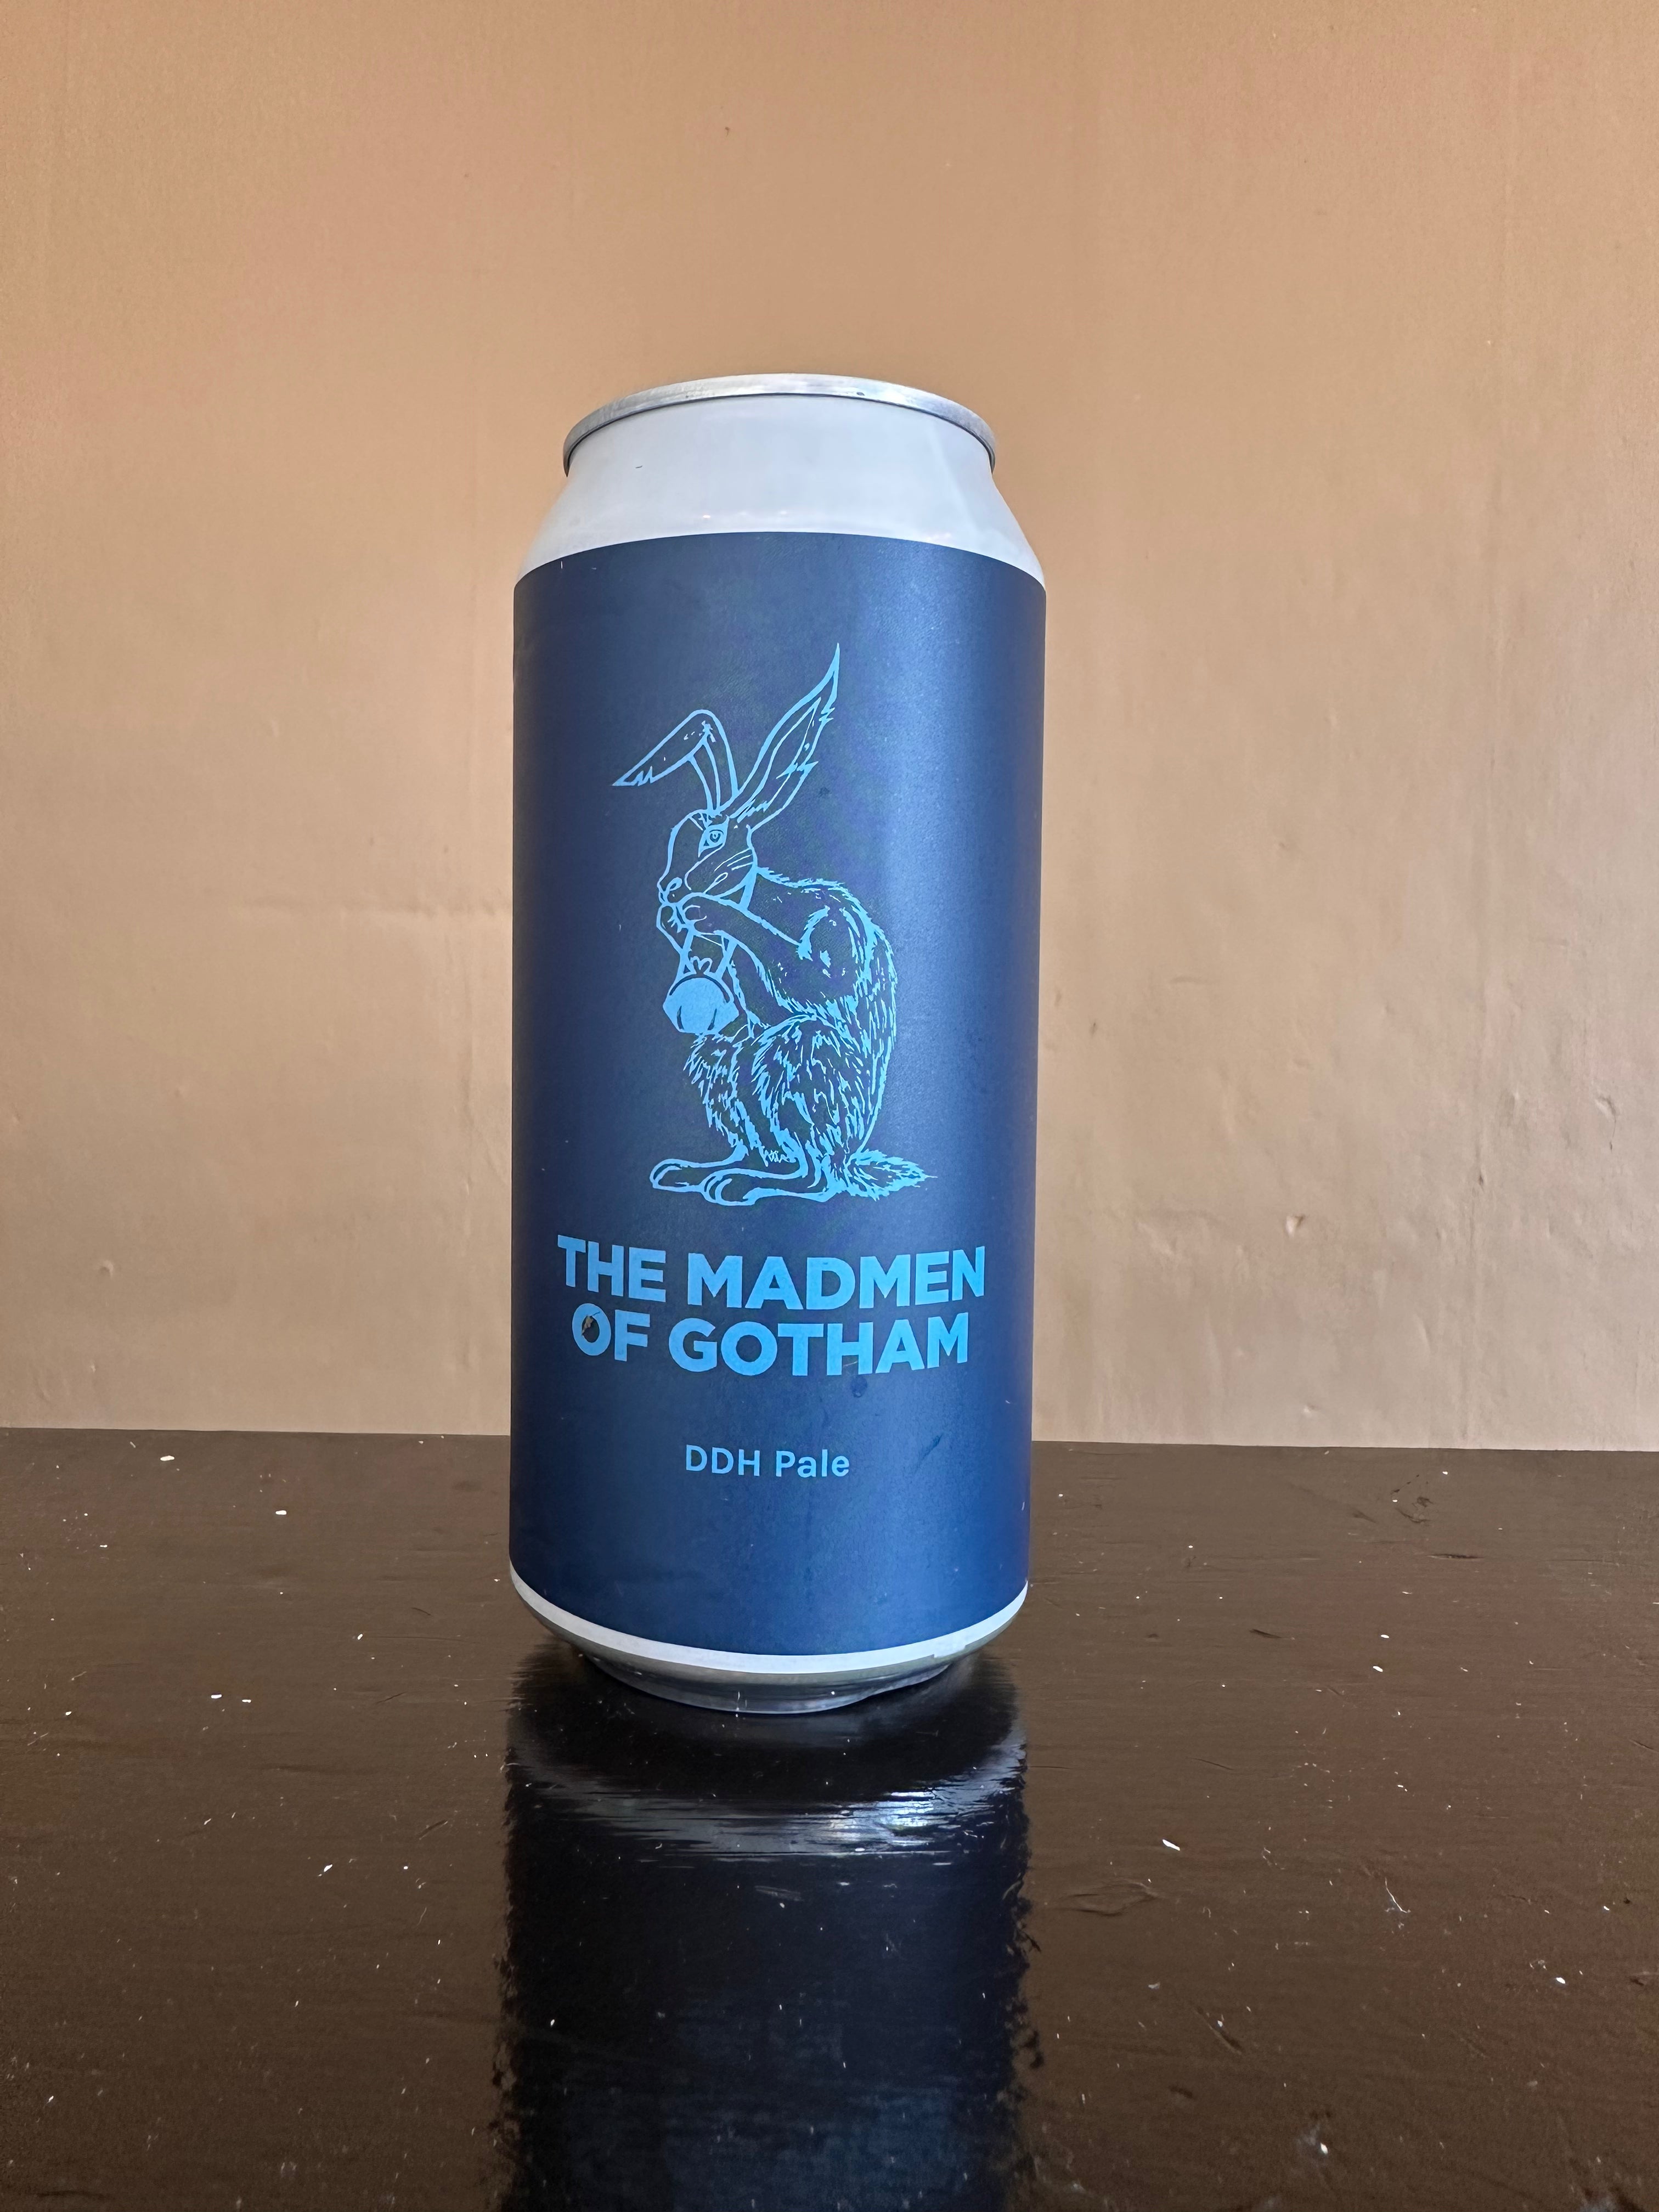 THE MADMEN
OF GOTHAM
DDH Pale